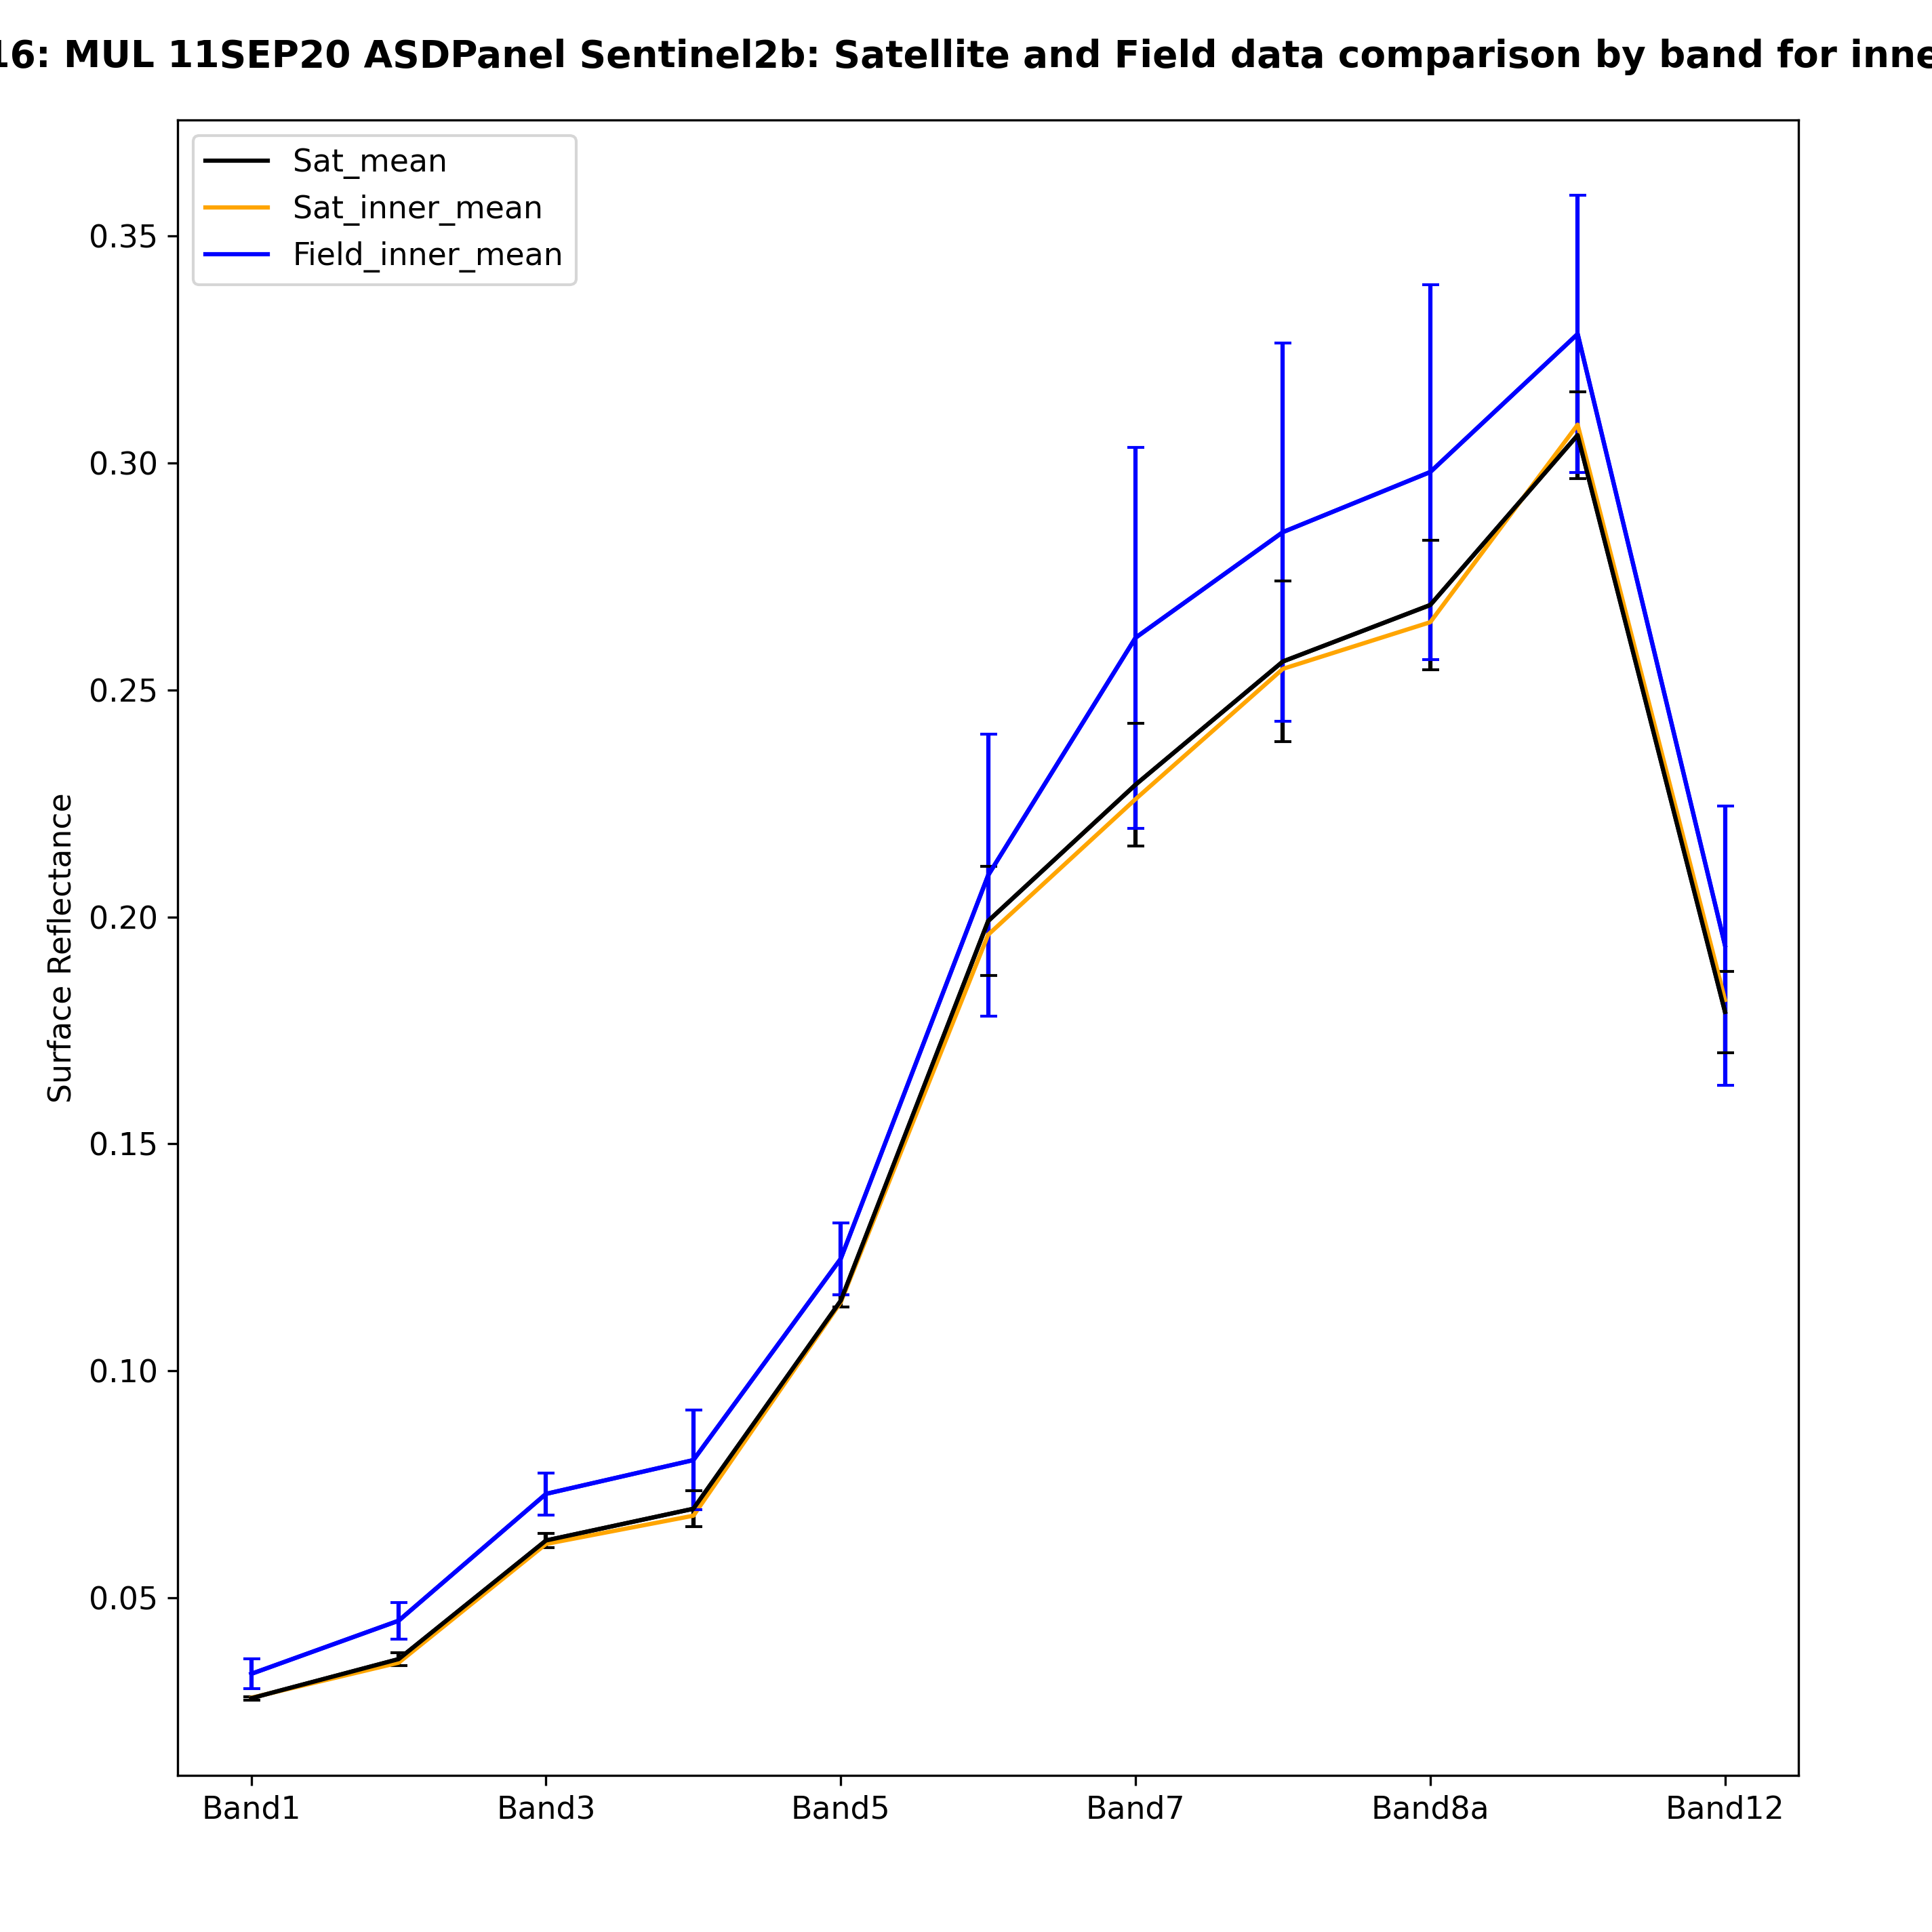 16: MUL 11SEP20 ASDPanel Sentinel2b: Satellite and Field data comparison by band for inne
Sat_mean
Sat_inner_mean
Field_inner_mean
0.35
0.30
0.25
0.20
0.15
0.10
0.05
Surface Reflectance
Band1 Band3 Band5 Band7 Band8a Band12